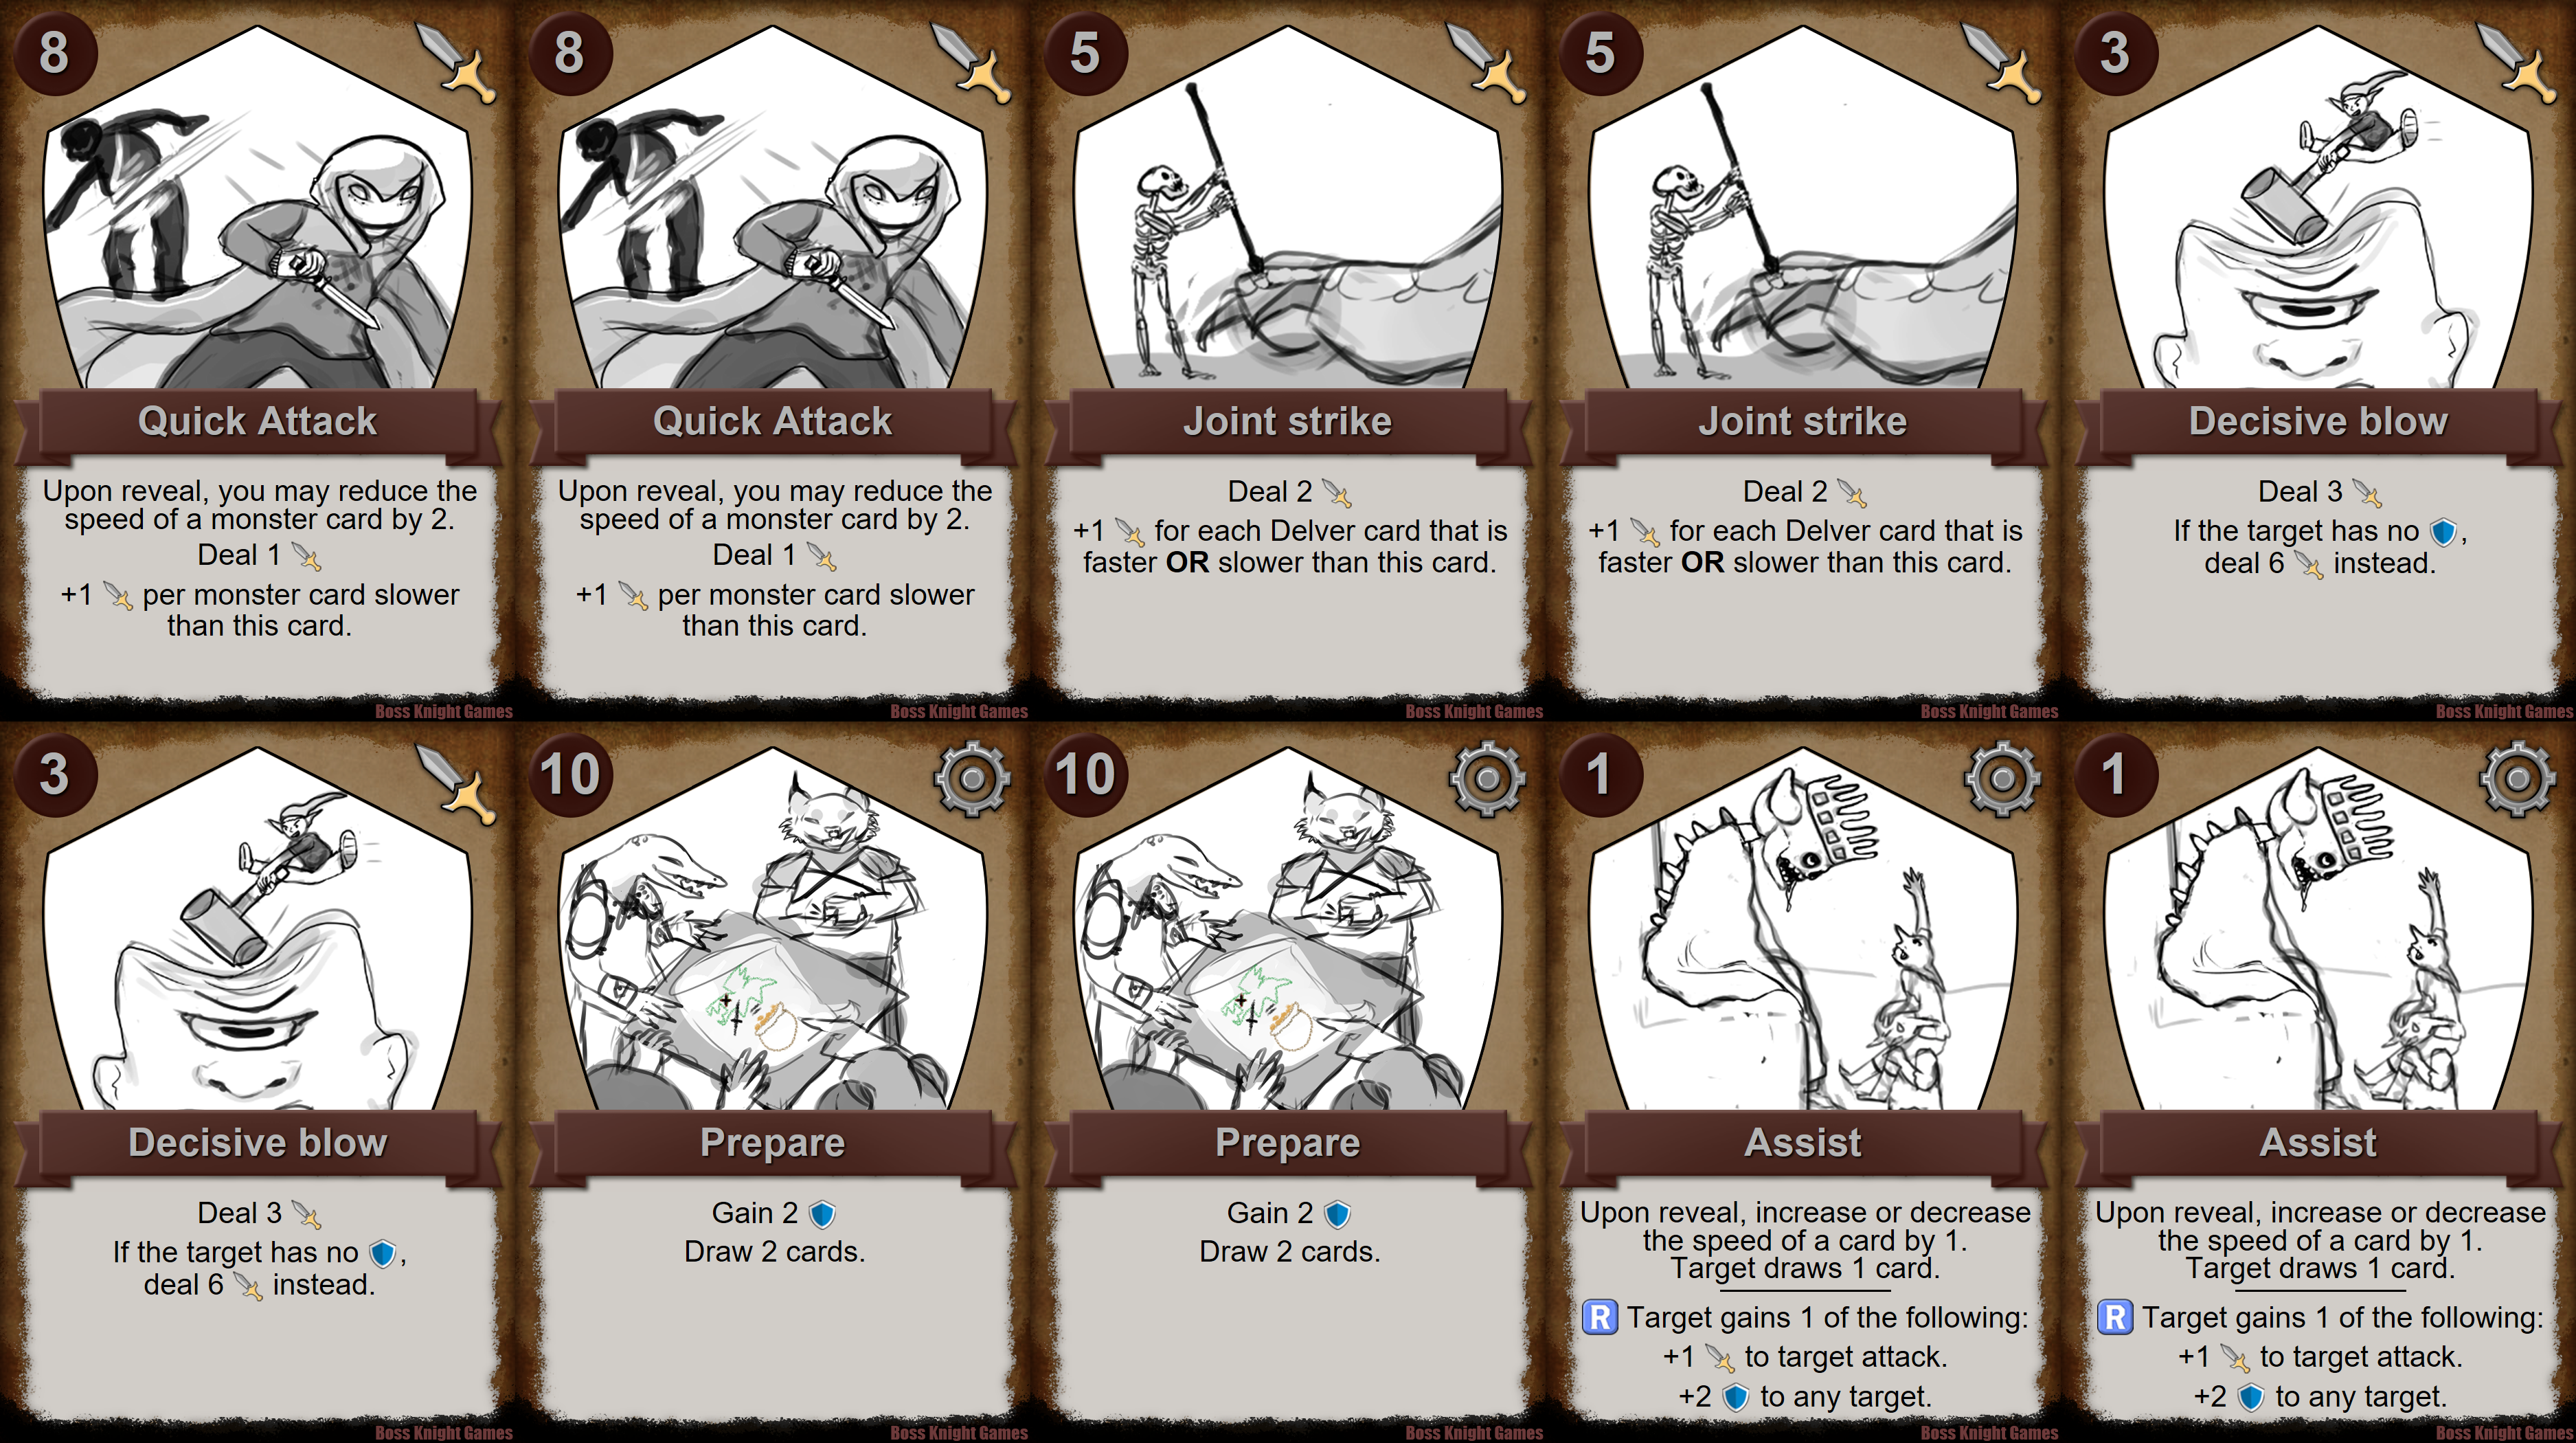 8
Quick Attack
Upon reveal, you may reduce the
speed of a monster card by 2.
Deal 1
+1 per monster card slower
than this card.
Boss Knight Games
8
Quick Attack
Upon reveal, you may reduce the
speed of a monster card by 2.
Deal 1
+1 per monster card slower
than this card.
Boss Knight Games
5
Joint strike
Deal 2
+1 for each Delver card that is
faster OR slower than this card.
Boss Knight Games
5
Joint strike
Deal 2
+1 for each Delver card that is
faster OR slower than this card.
Boss Knight Games
3
Decisive blow
Deal 3
If the target has no ,
deal 6 instead.
Boss Knight Games
3
Decisive blow
Deal 3
If the target has no ,
deal 6 instead.
Boss Knight Games
10
Prepare
Gain 2
Draw 2 cards.
Boss Knight Games
10
Prepare
Gain 2
Draw 2 cards.
Boss Knight Games
1
Assist
Upon reveal, increase or decrease
the speed of a card by 1.
Target draws 1 card.
R Target gains 1 of the following:
+1 to target attack.
+2 to any target.
Boss Knight Games
1
Assist
Upon reveal, increase or decrease
the speed of a card by 1.
Target draws 1 card.
R Target gains 1 of the following:
+1 to target attack.
+2 to any target.
Boss Knight Games